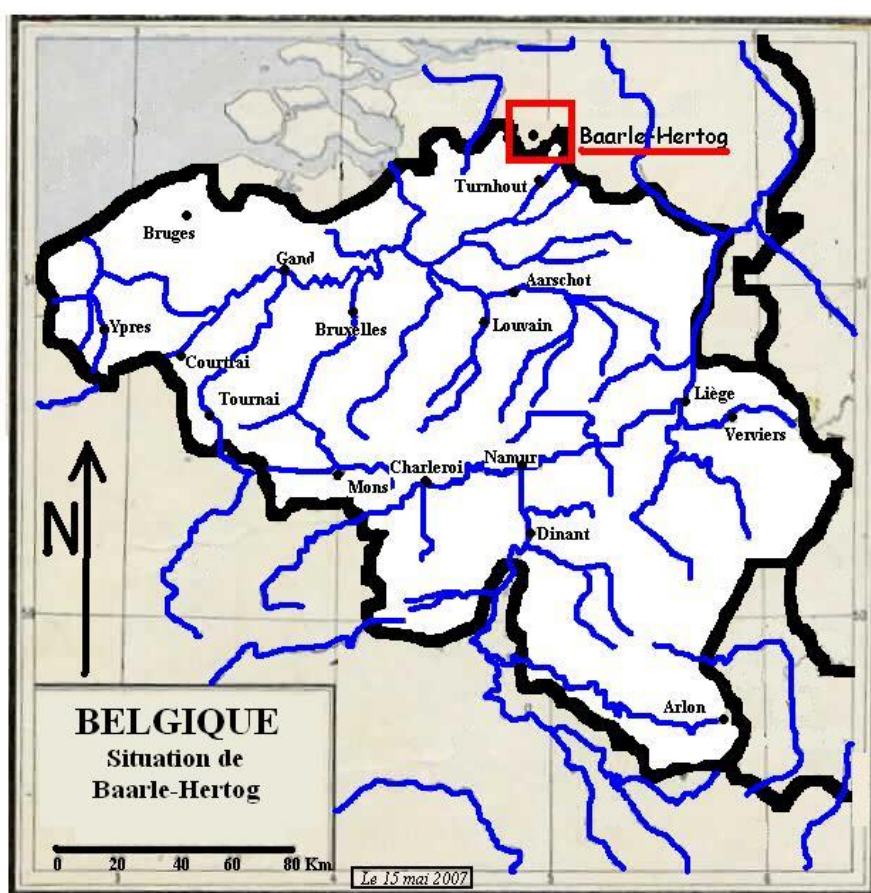 Baarle-Hertog
Turnhout
Bruges
Gand
Aarschot
Ypres
Bruxelles
Louvain
Courtrai
Tournai
Liège
Verviers
Charleroi
Namur
Mons
N
Dinant
Arlon
BELGIQUE
Situation de
Baarle-Hertog
0 20 40 60 80 Km
Le 15 mai 2007